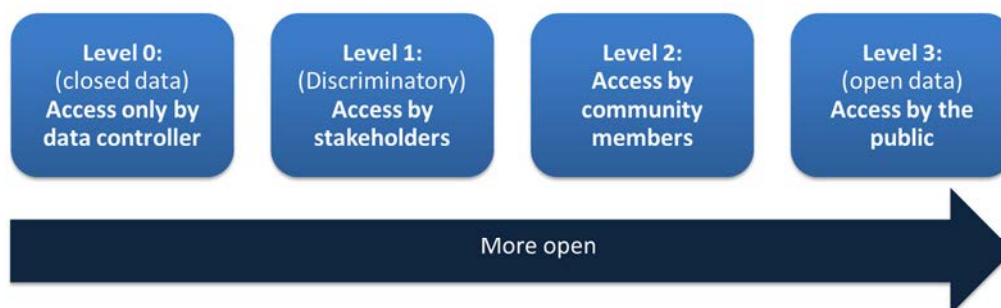 Level 0:
(closed data)
Access only by
data controller
Level 1:
(Discriminatory)
Access by
stakeholders
Level 2:
Access by
community
members
Level 3:
(open data)
Access by the
public
More open